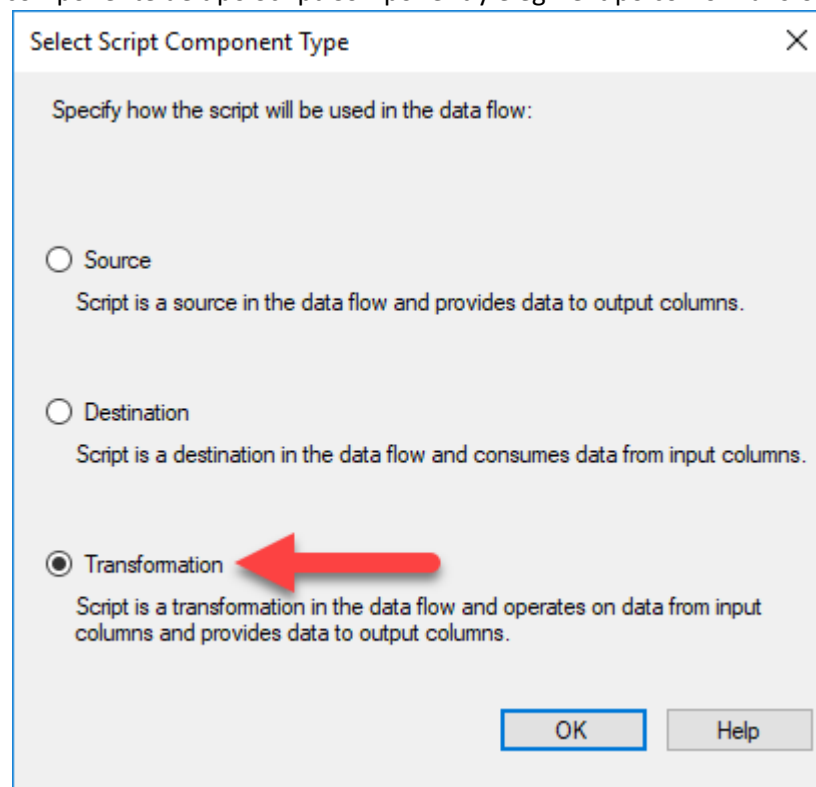 Select Script Component Type
Specify how the script will be used in the data flow:
Source
Script is a source in the data flow and provides data to output columns.
Destination
Script is a destination in the data flow and consumes data from input columns.
Transformation
Script is a transformation in the data flow and operates on data from input
columns and provides data to output columns.
OK
Help